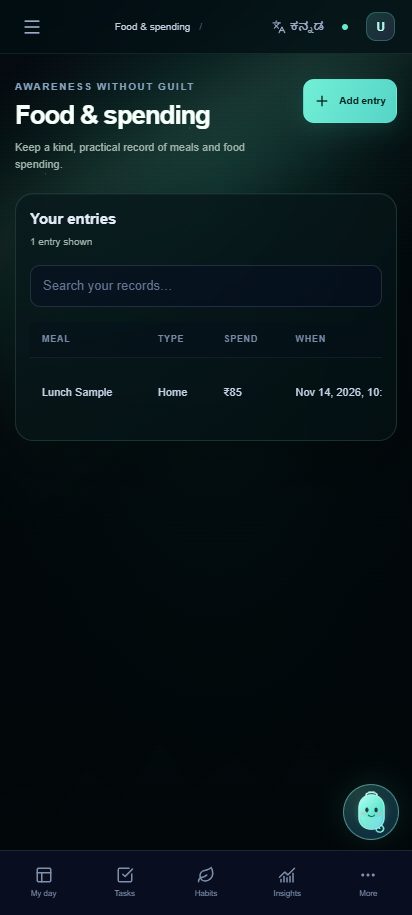 Food & spending /
ಕನ್ನಡ
U
AWARENESS WITHOUT GUILT
Food & spending
Add entry
Keep a kind, practical record of meals and food
spending.
Your entries
1 entry shown
Search your records...
MEAL TYPE SPEND WHEN
Lunch Sample Home ₹85 Nov 14, 2026, 10:
My day Tasks Habits Insights More